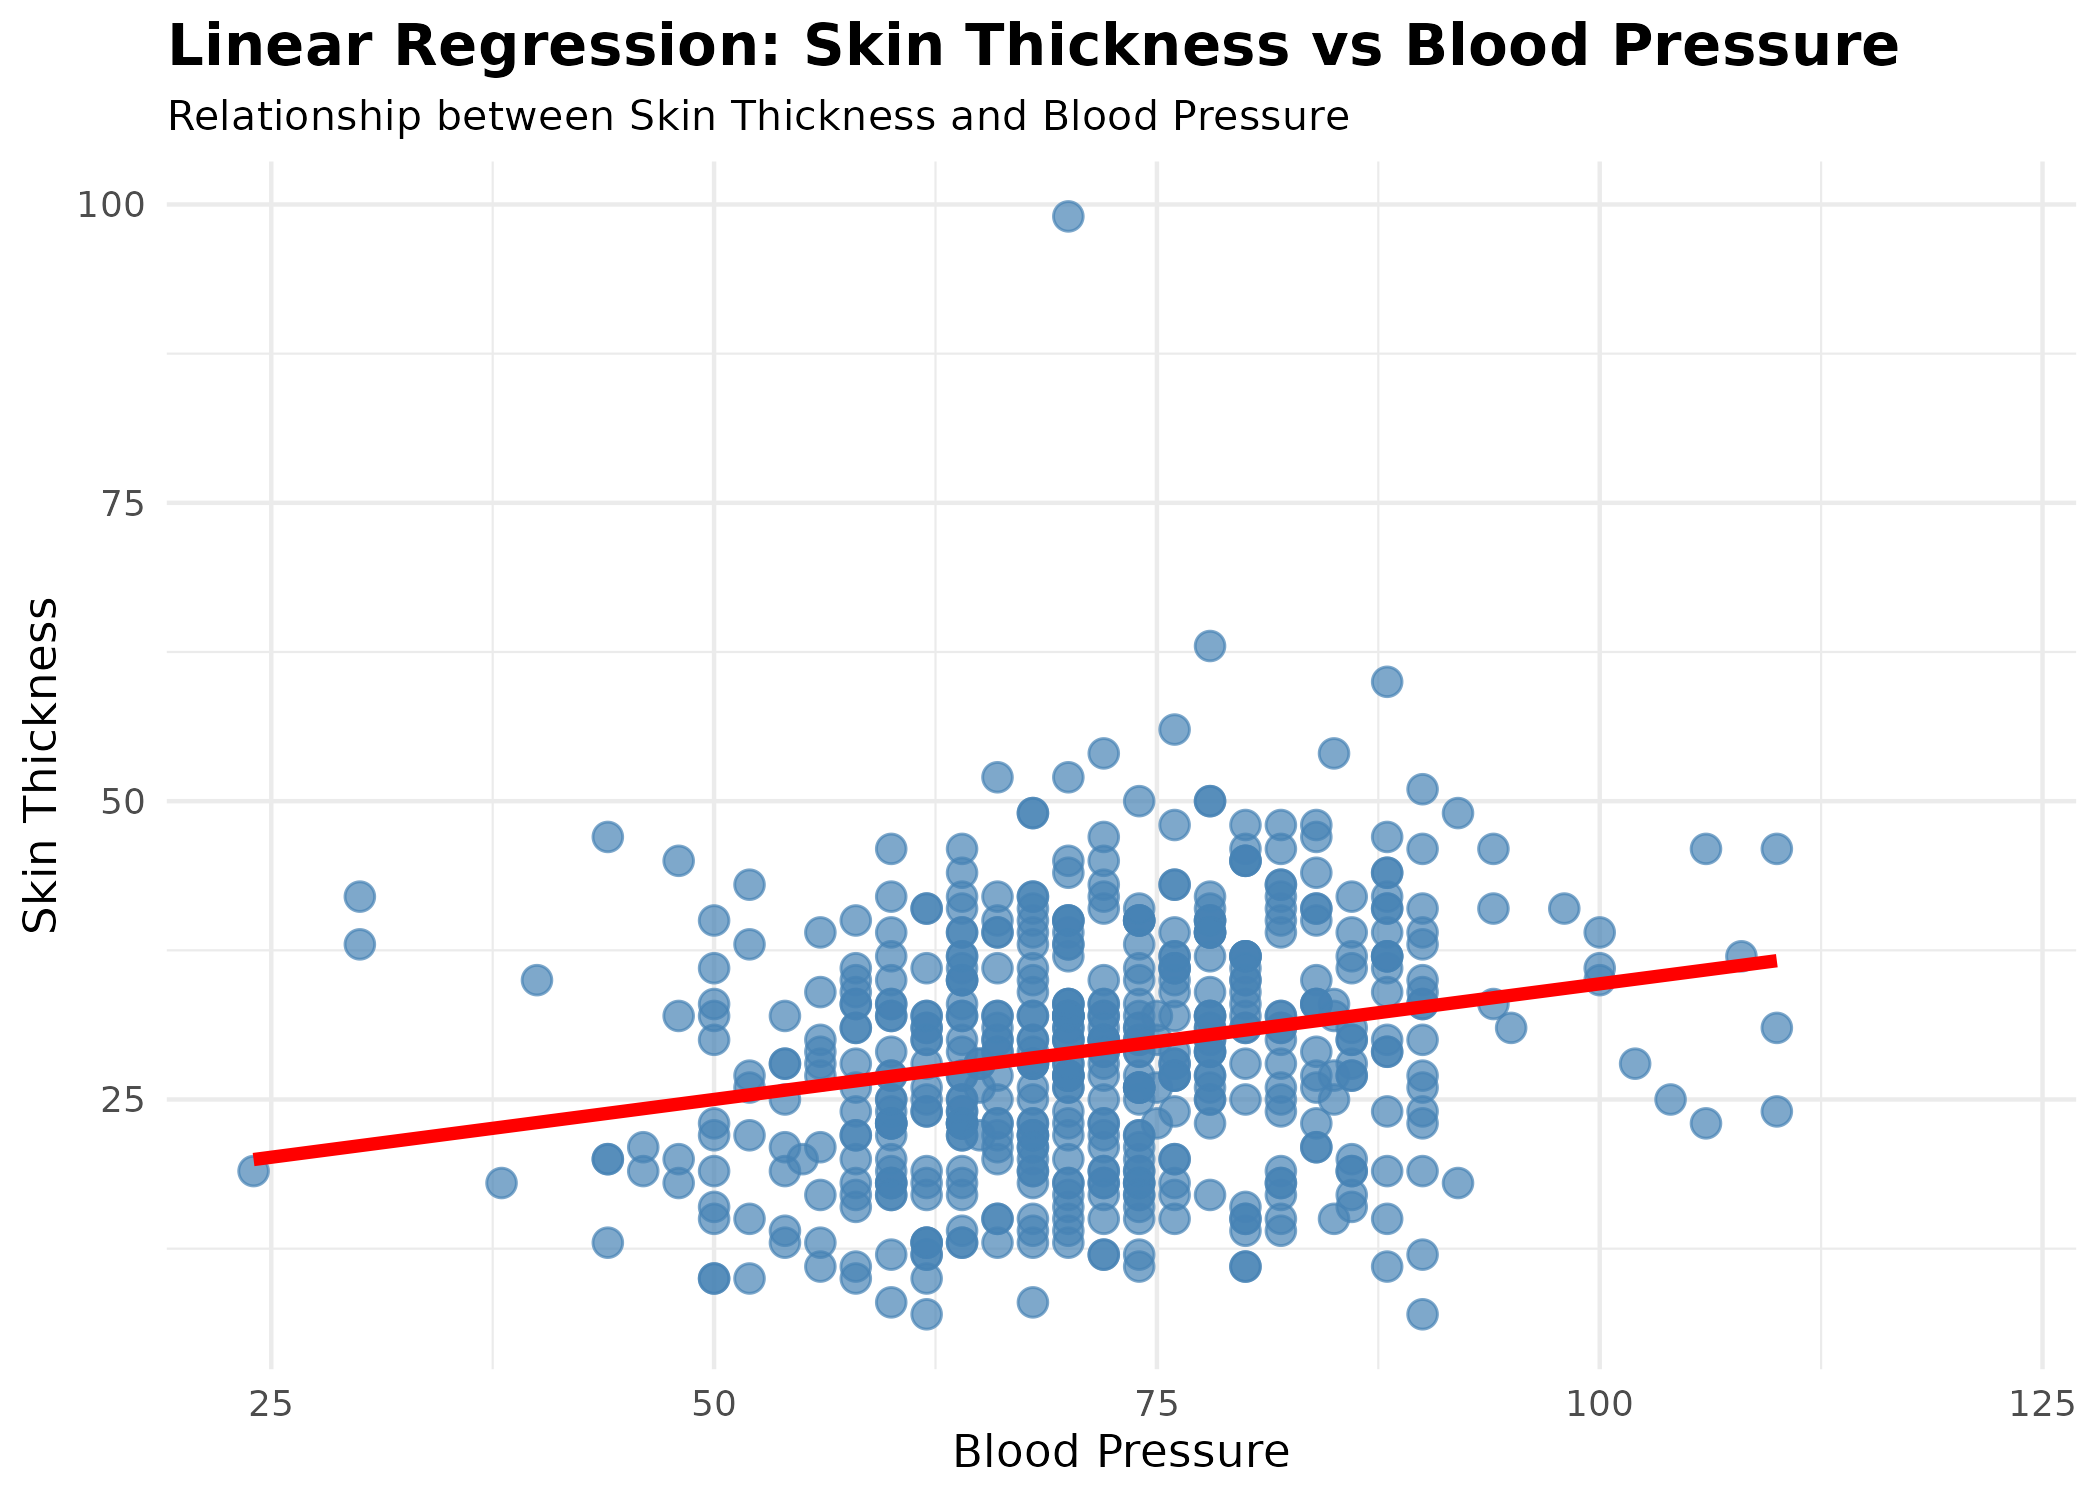 Linear Regression: Skin Thickness vs Blood Pressure
Relationship between Skin Thickness and Blood Pressure
100
75
50
25
Skin Thickness
25
50
75
100
125
Blood Pressure